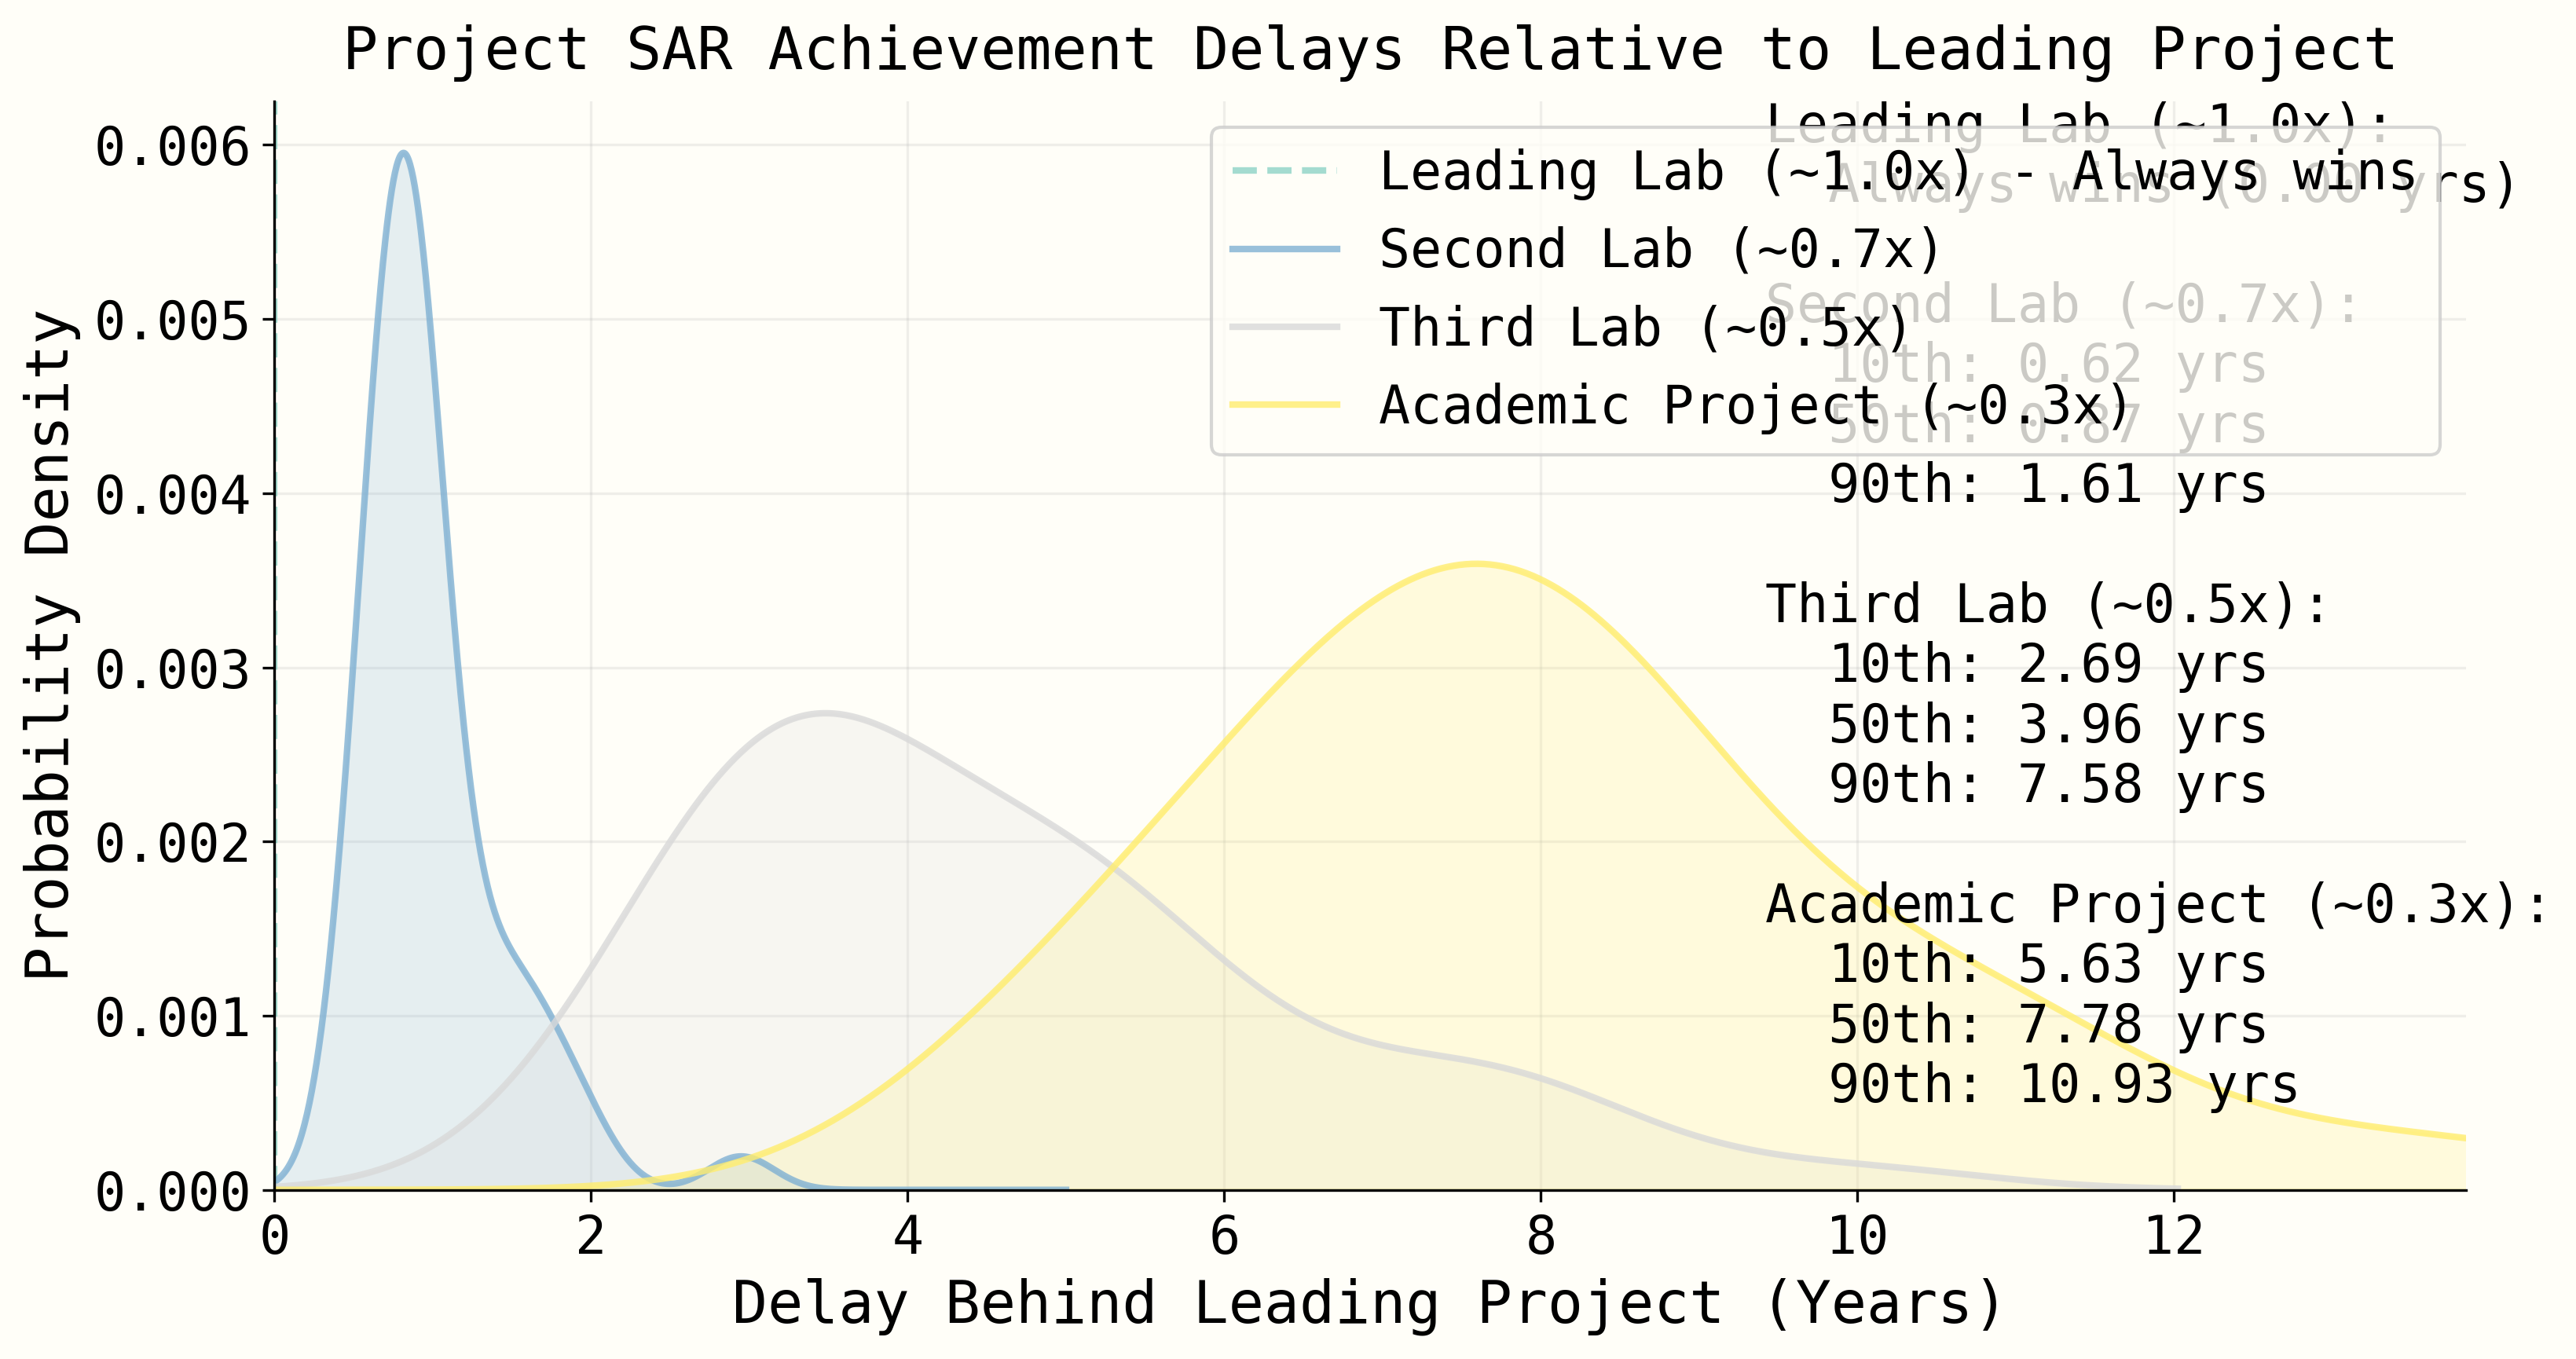 Project SAR Achievement Delays Relative to Leading Project
Probability Density
0.006
0.005
0.004
0.003
0.002
0.001
0.000
0
2
4
6
8
10
12
Delay Behind Leading Project (Years)
Leading Lab (~1.0x) - Always wins
Second Lab (~0.7x)
Third Lab (~0.5x)
Academic Project (~0.3x)
Leading Lab (~1.0x):
Always wins (0.00 yrs)
Second Lab (~0.7x):
10th: 0.62 yrs
50th: 0.87 yrs
90th: 1.61 yrs
Third Lab (~0.5x):
10th: 2.69 yrs
50th: 3.96 yrs
90th: 7.58 yrs
Academic Project (~0.3x):
10th: 5.63 yrs
50th: 7.78 yrs
90th: 10.93 yrs